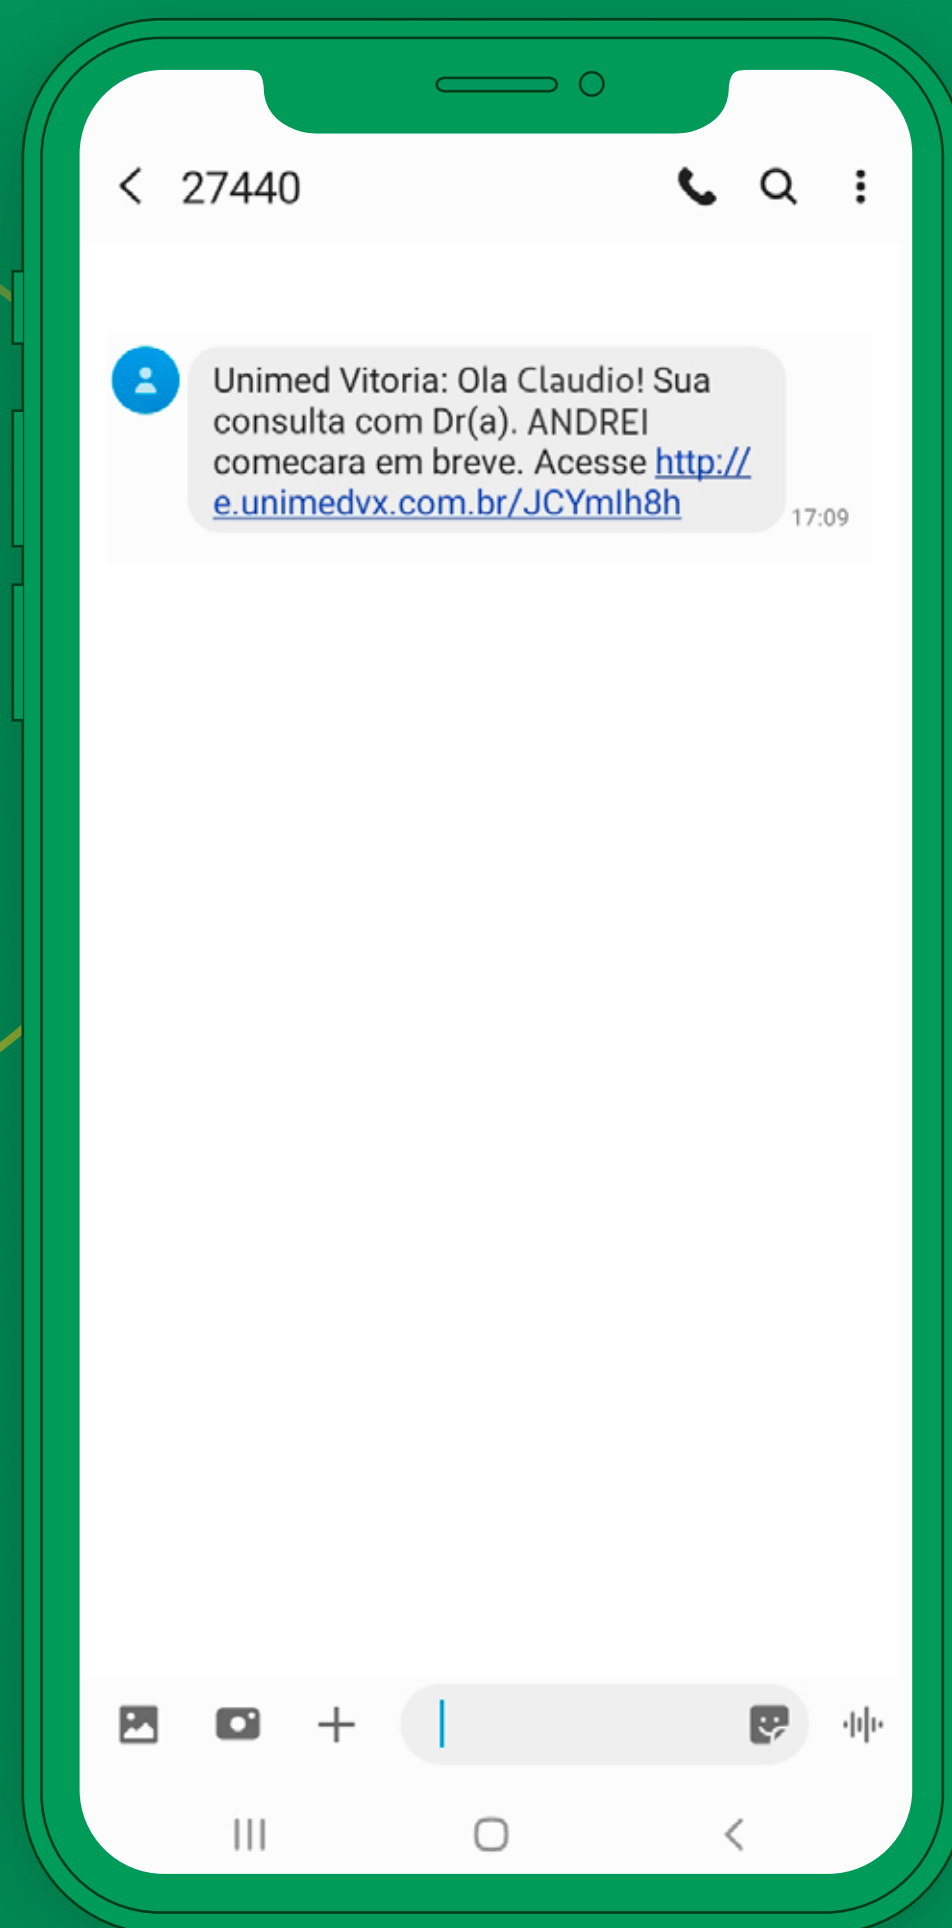 27440
Unimed Vitoria: Ola Claudio! Sua
consulta com Dr(a). ANDREI
comecara em breve. Acesse http://
e.unimedvx.com.br/JCYmIh8h
17:09